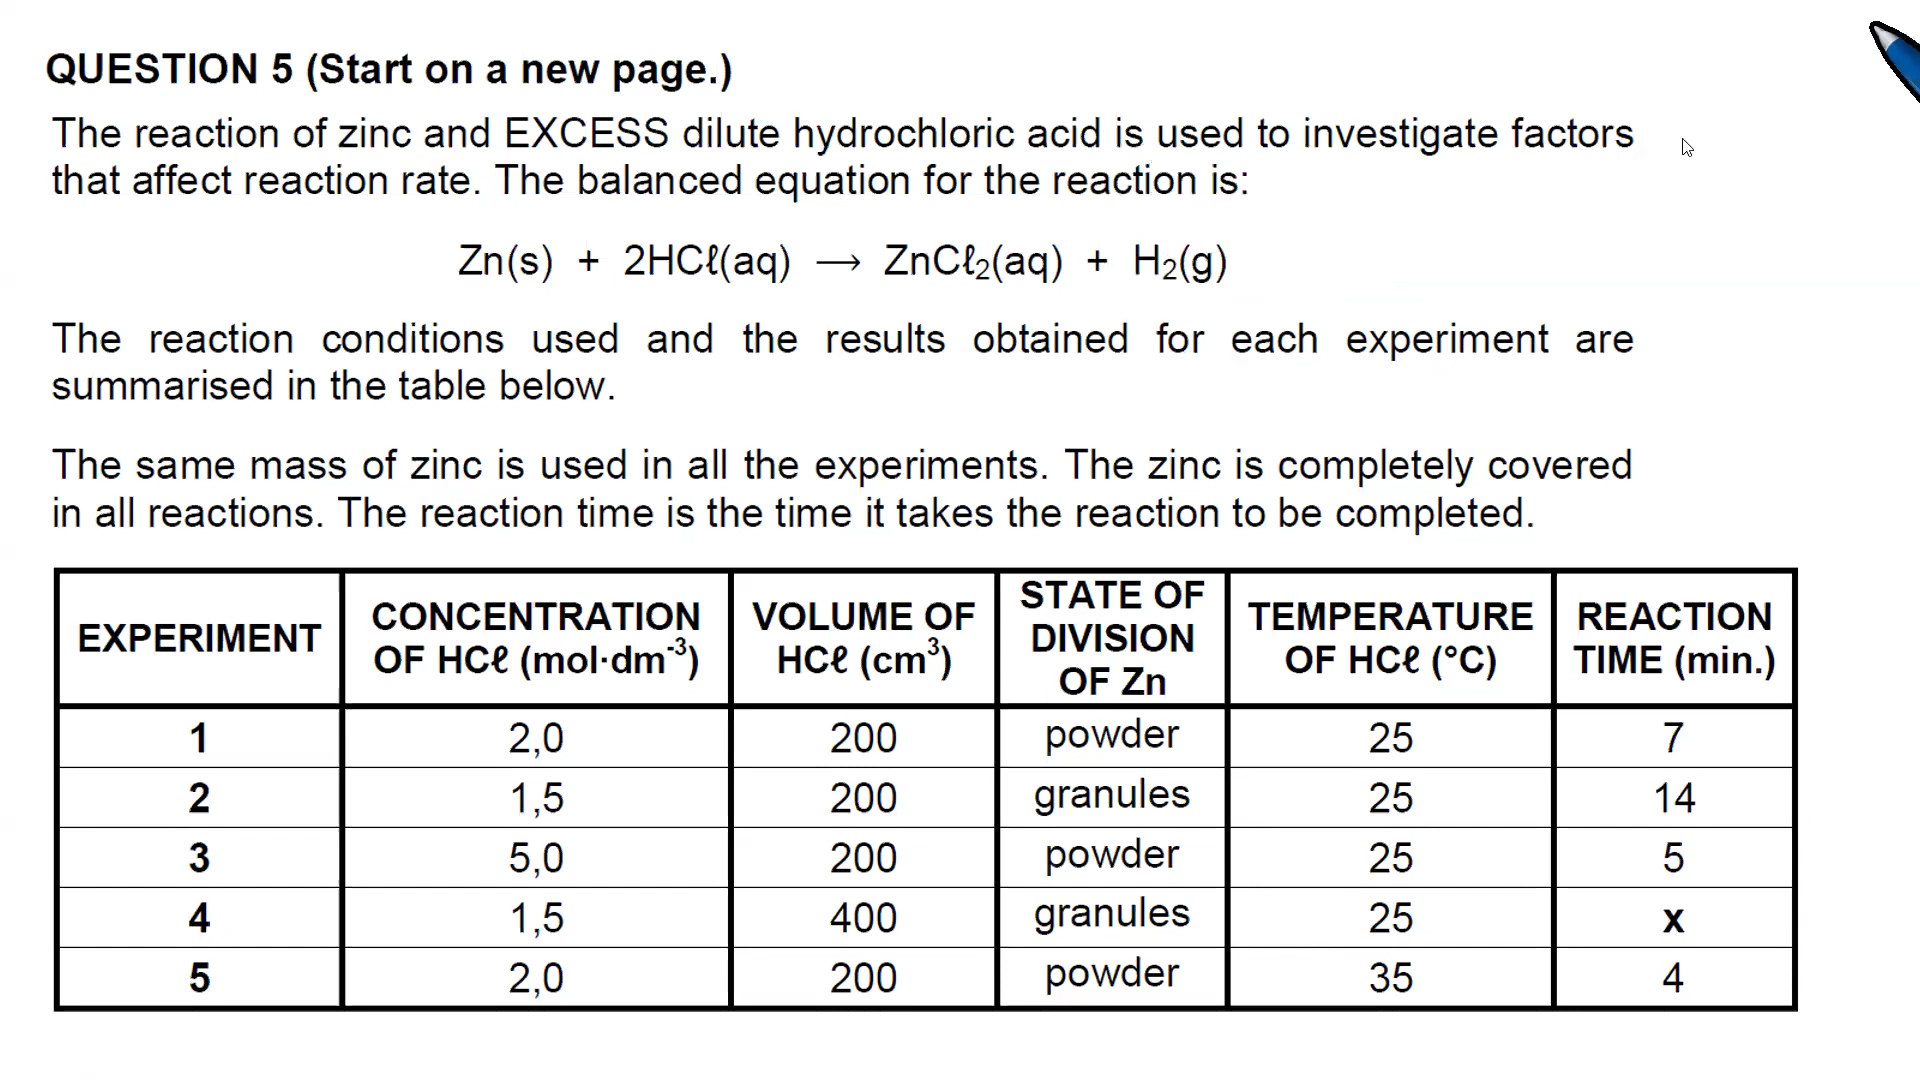 QUESTION 5 (Start on a new page.)
The reaction of zinc and EXCESS dilute hydrochloric acid is used to investigate factors
that affect reaction rate. The balanced equation for the reaction is:
Zn(s) + 2HCℓ(aq) ⟶ ZnCℓ₂(aq) + H₂(g)
The reaction conditions used and the results obtained for each experiment are
summarised in the table below.
The same mass of zinc is used in all the experiments. The zinc is completely covered
in all reactions. The reaction time is the time it takes the reaction to be completed.
EXPERIMENT | CONCENTRATION OF HCℓ (mol·dm⁻³) | VOLUME OF HCℓ (cm³) | STATE OF DIVISION OF Zn | TEMPERATURE OF HCℓ (°C) | REACTION TIME (min.)
1 | 2,0 | 200 | powder | 25 | 7
2 | 1,5 | 200 | granules | 25 | 14
3 | 5,0 | 200 | powder | 25 | 5
4 | 1,5 | 400 | granules | 25 | x
5 | 2,0 | 200 | powder | 35 | 4